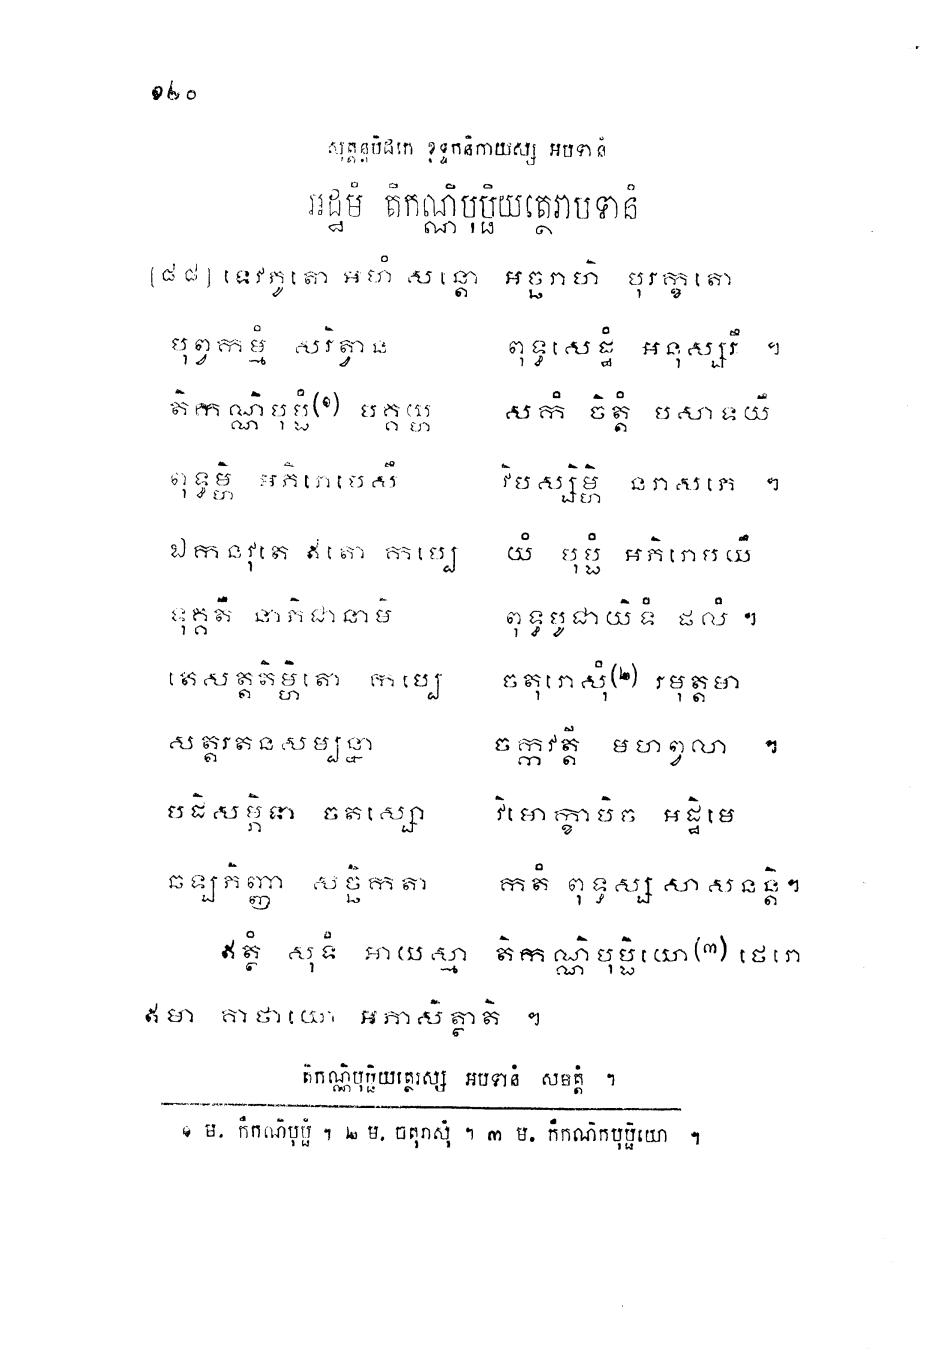 ១២០
សុត្តន្តបិដកេ ខុទ្ទកនិកាយស្ស អបទានំ
អដ្ឋមំ តិកណ្ណិបុប្ផិយត្ថេរាបទានំ
[៨៨] ទេវភូតោ អហំ សន្តោ អច្ឆរាហិ បុរក្ខតោ
បុព្វកម្មំ សរិត្វាន ពុទ្ធសេដ្ឋំ អនុស្សរឹ ។
តិកណ្ណិបុប្ផំ(១) បគ្គយ្ហ សកំ ចិត្តំ បសាទយឹ
ពុទ្ធម្ហិ អភិរោបេសឹ វិបស្សិម្ហិ នរាសភេ ។
ឯកនវុតេ ឥតោ កប្បេ យំ បុប្ផំ អភិរោបយឹ
ទុគ្គតឹ នាភិជានាមិ ពុទ្ធបូជាយិទំ ផលំ ។
តេសត្តតិម្ហិតោ កប្បេ ចតុរោសុំ(២) រមុត្តមា
សត្តរតនសម្បន្នា ចក្កវត្តី មហព្វលា ។
បដិសម្ភិទា ចតស្សោ វិមោក្ខាបិច អដ្ឋិមេ
ឆឡភិញ្ញា សច្ឆិកតា កតំ ពុទ្ធស្ស សាសនន្តិ។
ឥត្ថំ សុទំ អាយស្មា តិកណ្ណិបុប្ផិយោ(៣) ថេរោ
ឥមា គាថាយោ អភាសិត្ថាតិ ។
តិកណ្ណិបុប្ផិយត្ថេរស្ស អបទានំ សមត្តំ ។
១ ម. កឹកណិបុប្ផំ ។ ២ ម. ចតុរាសុំ ។ ៣ ម. កឹកណិកបុប្ផិយោ ។